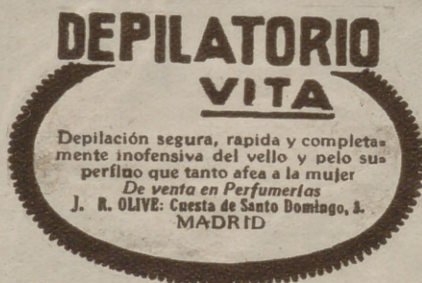 DEPILATORIO
VITA
Depilación segura, rapida y completa=
mente inofensiva del vello y pelo su=
perfluo que tanto afea a la mujer
De venta en Perfumerías
J. R. OLIVE: Cuesta de Santo Domingo,
MADRID